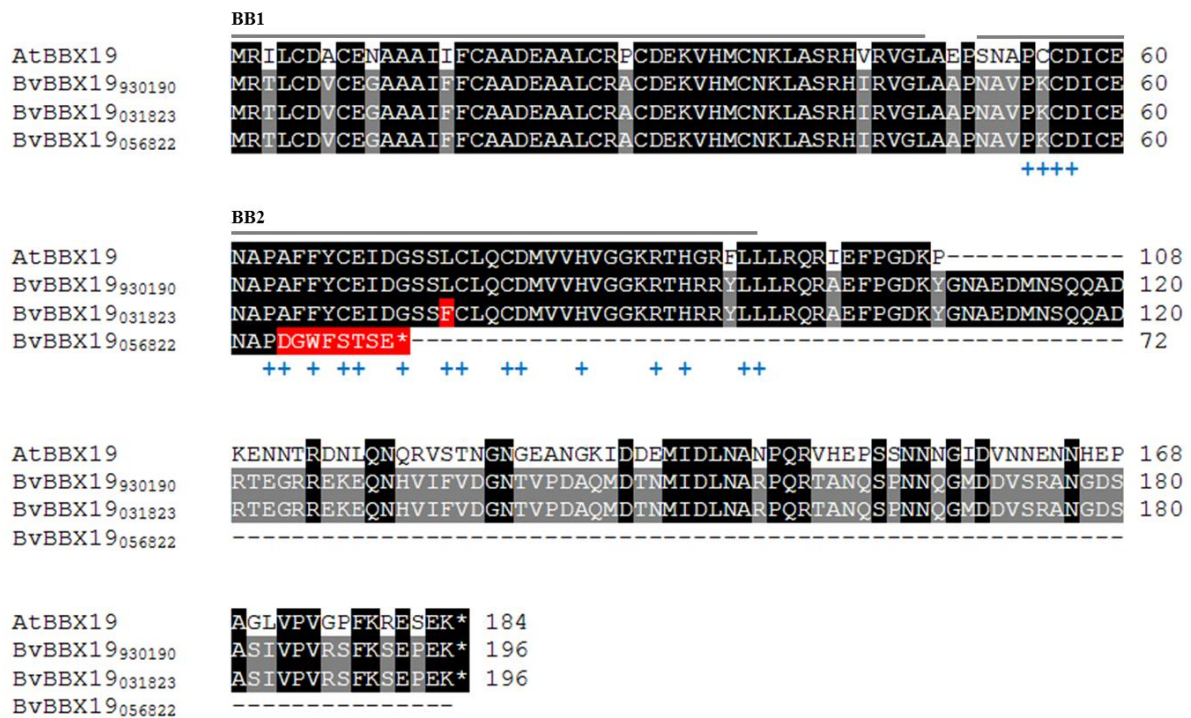 BB1
AtBBX19 MRILCDACENAAAIIFCAADEAALCRPCDEKVHMCNKLASRHVRVGLAEPSNAPCCDICE 60
BvBBX19930190 MRTLCDVCEGAAAIFFCAADEAALCRACDEKVHMCNKLASRHIRVGLAAPNAVPKCDICE 60
BvBBX19031823 MRTLCDVCEGAAAIFFCAADEAALCRACDEKVHMCNKLASRHIRVGLAAPNAVPKCDICE 60
BvBBX19056822 MRTLCDVCEGAAAIFFCAADEAALCRACDEKVHMCNKLASRHIRVGLAAPNAVPKCDICE 60
++++
BB2
AtBBX19 NAPAFFYCEIDGSSLCLQCDMVVHVGGKRTHGRFLLLRQRIEFPGDKP------------ 108
BvBBX19930190 NAPAFFYCEIDGSSLCLQCDMVVHVGGKRTHRRYLLLRQRAEFPGDKYGNAEDMNSQQAD 120
BvBBX19031823 NAPAFFYCEIDGSSFCLQCDMVVHVGGKRTHRRYLLLRQRAEFPGDKYGNAEDMNSQQAD 120
BvBBX19056822 NAPDGWFSTSE*------------------------------------------------ 72
++ + ++ + ++ ++ + + + ++
AtBBX19 KENNTRDNLQNQRVSTNGNGEANGKIDDEMIDLNANPQRVHEPSSNNNGIDVNNENNHEP 168
BvBBX19930190 RTEGRREKEQNHVIFVDGNTVPDAQMDTNMIDLNARPQRTANQSPNNQGMDDVSRANGDS 180
BvBBX19031823 RTEGRREKEQNHVIFVDGNTVPDAQMDTNMIDLNARPQRTANQSPNNQGMDDVSRANGDS 180
BvBBX19056822 ------------------------------------------------------------
AtBBX19 AGLVPVGPFKRESEK* 184
BvBBX19930190 ASIVPVRSFKSEPEK* 196
BvBBX19031823 ASIVPVRSFKSEPEK* 196
BvBBX19056822 ---------------